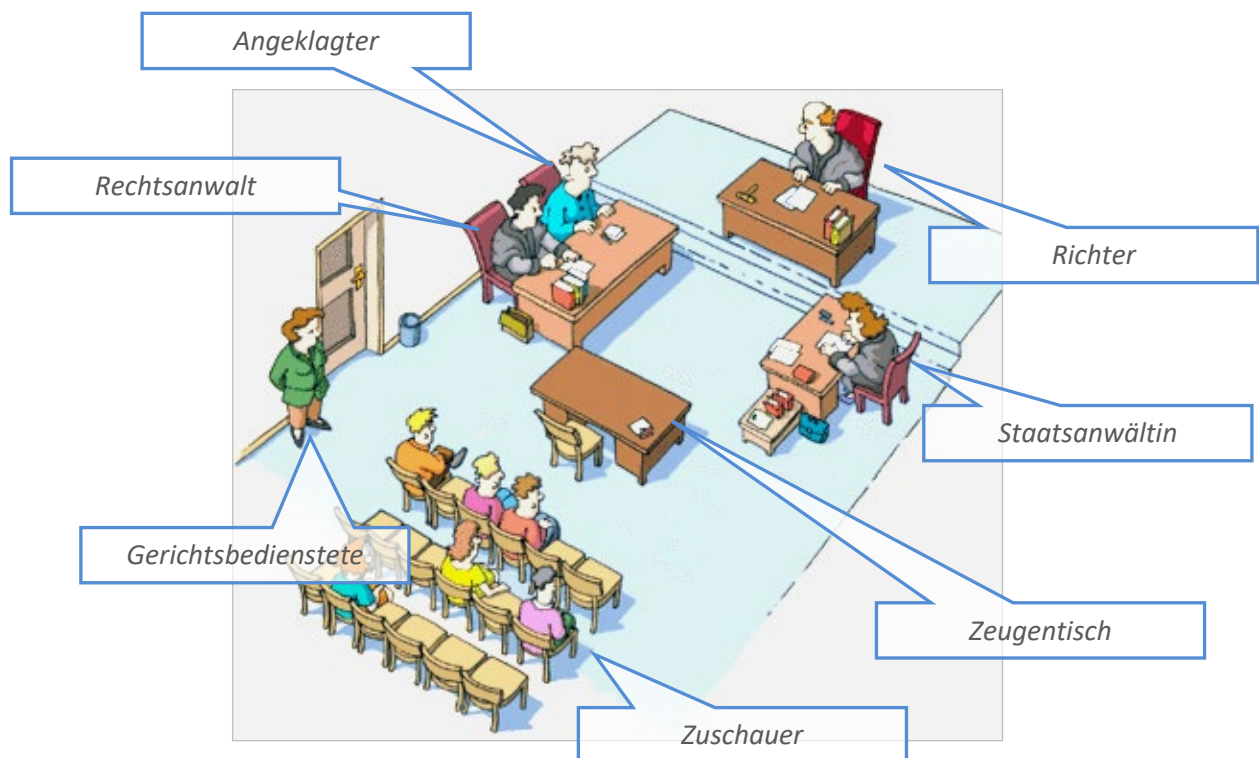 Angeklagter
Rechtsanwalt
Richter
Staatsanwältin
Gerichtsbedienstete
Zeugentisch
Zuschauer